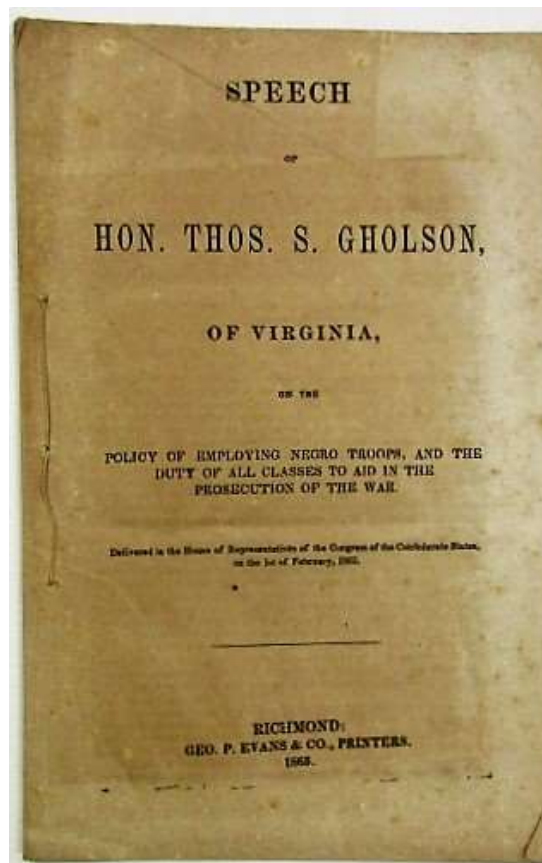 SPEECH
OF
HON. THOS. S. GHOLSON,
OF VIRGINIA,
ON THE
POLICY OF EMPLOYING NEGRO TROOPS, AND THE
DUTY OF ALL CLASSES TO AID IN THE
PROSECUTION OF THE WAR.
Delivered in the House of Representatives of the Congress of the Confederate States,
on the 1st of February,
RICHMOND:
GEO. P. EVANS & CO., PRINTERS.